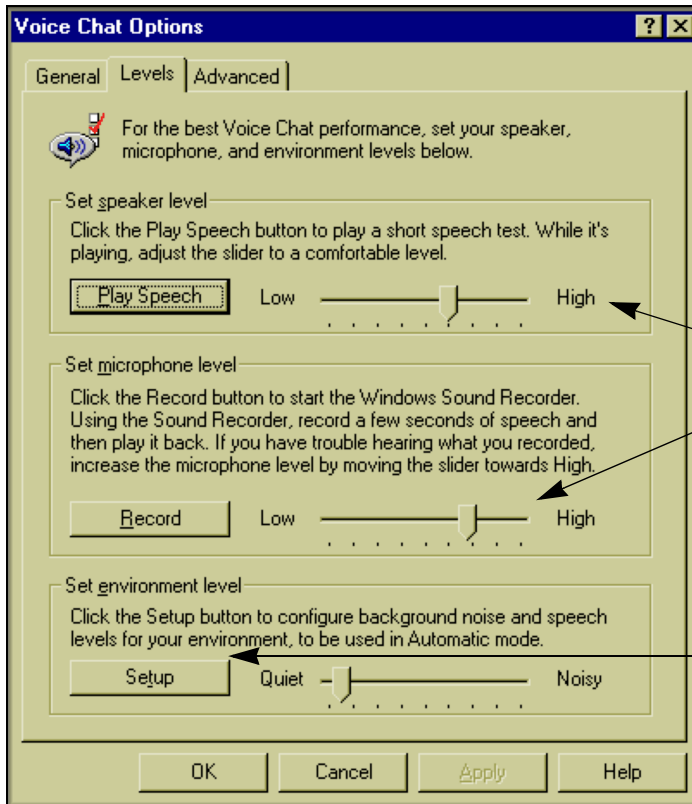 Voice Chat Options
General Levels Advanced
For the best Voice Chat performance, set your speaker,
microphone, and environment levels below.
Set speaker level
Click the Play Speech button to play a short speech test. While it's
playing, adjust the slider to a comfortable level.
Play Speech Low High
Set microphone level
Click the Record button to start the Windows Sound Recorder.
Using the Sound Recorder, record a few seconds of speech and
then play it back. If you have trouble hearing what you recorded,
increase the microphone level by moving the slider towards High.
Record Low High
Set environment level
Click the Setup button to configure background noise and speech
levels for your environment, to be used in Automatic mode.
Setup Quiet Noisy
OK Cancel Apply Help